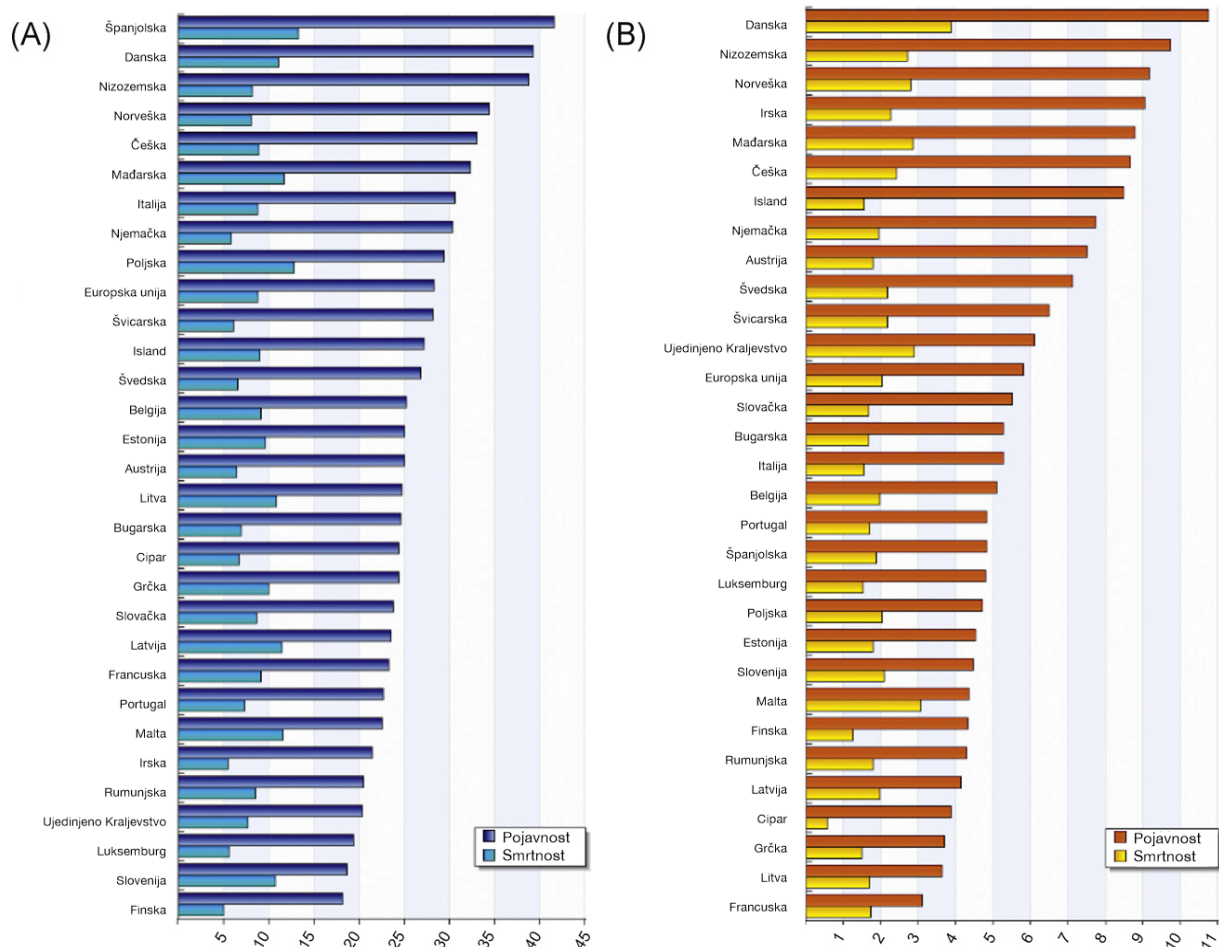 (A)
Španjolska
Danska
Nizozemska
Norveška
Češka
Mađarska
Italija
Njemačka
Poljska
Europska unija
Švicarska
Island
Švedska
Belgija
Estonija
Austrija
Litva
Bugarska
Cipar
Grčka
Slovačka
Latvija
Francuska
Portugal
Malta
Irska
Rumunjska
Ujedinjeno Kraljevstvo
Luksemburg
Slovenija
Finska
Pojavnost
Smrtnost
5 10 15 20 25 30 35 40 45
(B)
Danska
Nizozemska
Norveška
Irska
Mađarska
Češka
Island
Njemačka
Austrija
Švedska
Švicarska
Ujedinjeno Kraljevstvo
Europska unija
Slovačka
Bugarska
Italija
Belgija
Portugal
Španjolska
Luksemburg
Poljska
Estonija
Slovenija
Malta
Finska
Rumunjska
Latvija
Cipar
Grčka
Litva
Francuska
Pojavnost
Smrtnost
1 2 3 4 5 6 7 8 9 10 11